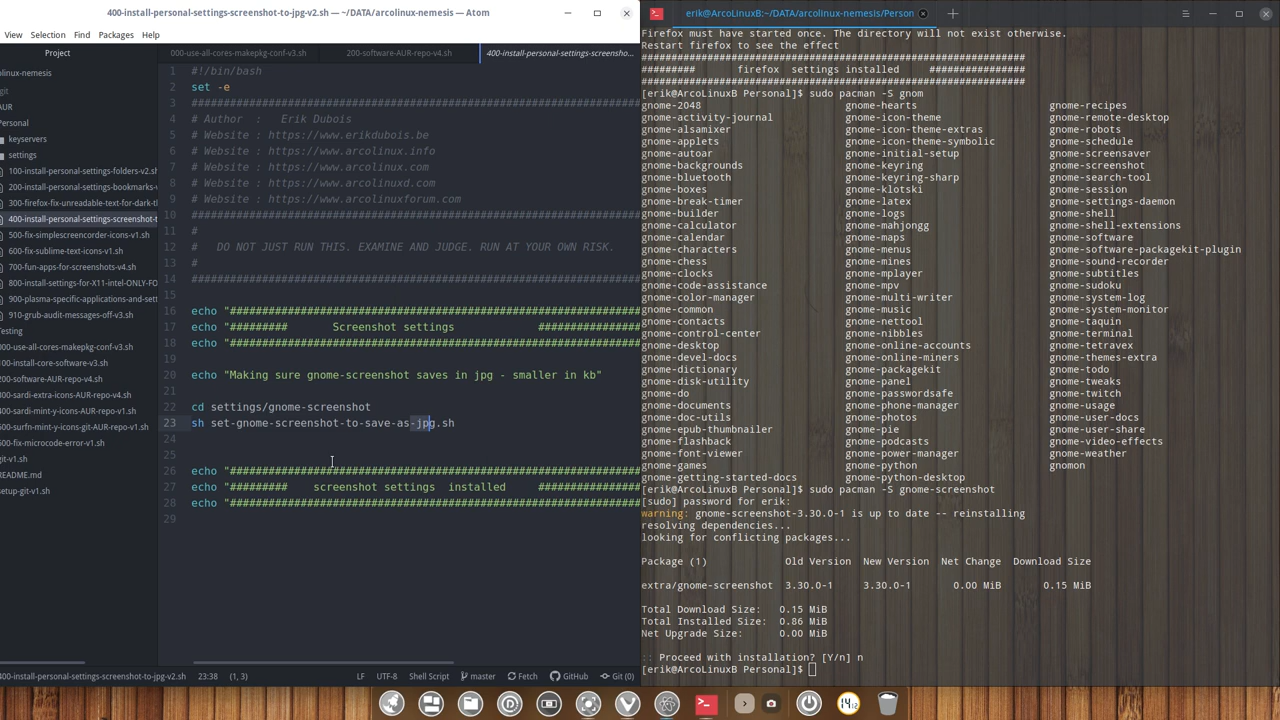 400-install-personal-settings-screenshot-to-jpg-v2.sh — ~/DATA/arcolinux-nemesis — Atom
View Selection Find Packages Help
Project
olinux-nemesis
git
AUR
Personal
keyservers
settings
100-install-personal-settings-folders-v2.sh
200-install-personal-settings-bookmarks-v
300-firefox-fix-unreadable-text-for-dark-th
400-install-personal-settings-screenshot-t
500-fix-simplescreencorder-icons-v1.sh
600-fix-sublime-text-icons-v1.sh
700-fun-apps-for-screenshots-v4.sh
800-install-settings-for-X11-intel-ONLY-FO
900-plasma-specific-applications-and-sett
910-grub-audit-messages-off-v3.sh
Testing
000-use-all-cores-makepkg-conf-v3.sh
100-install-core-software-v3.sh
200-software-AUR-repo-v4.sh
300-sardi-extra-icons-AUR-repo-v4.sh
400-sardi-mint-y-icons-AUR-repo-v1.sh
500-surfn-mint-y-icons-git-AUR-repo-v1.sh
600-fix-microcode-error-v1.sh
git-v1.sh
README.md
setup-git-v1.sh
000-use-all-cores-makepkg-conf-v3.sh 200-software-AUR-repo-v4.sh 400-install-personal-settings-screensho...
1 #!/bin/bash
2 set -e
3 ########################################################################
4 # Author : Erik Dubois
5 # Website : https://www.erikdubois.be
6 # Website : https://www.arcolinux.info
7 # Website : https://www.arcolinux.com
8 # Website : https://www.arcolinuxd.com
9 # Website : https://www.arcolinuxforum.com
10 ########################################################################
11 #
12 # DO NOT JUST RUN THIS. EXAMINE AND JUDGE. RUN AT YOUR OWN RISK.
13 #
14 ########################################################################
15
16 echo "################################################################
17 echo "######### Screenshot settings ################
18 echo "################################################################
19
20 echo "Making sure gnome-screenshot saves in jpg - smaller in kb"
21
22 cd settings/gnome-screenshot
23 sh set-gnome-screenshot-to-save-as-jpg.sh
24
25
26 echo "################################################################
27 echo "######### screenshot settings installed ################
28 echo "################################################################
29
400-install-personal-settings-screenshot-to-jpg-v2.sh 23:38 (1, 3) LF UTF-8 Shell Script master Fetch GitHub Git (0)
erik@ArcoLinuxB:~/DATA/arcolinux-nemesis/Person
Firefox must have started once. The directory will not exist otherwise.
Restart firefox to see the effect
################################################################
######### firefox settings installed ################
################################################################
[erik@ArcoLinuxB Personal]$ sudo pacman -S gnom
gnome-2048 gnome-hearts gnome-recipes
gnome-activity-journal gnome-icon-theme gnome-remote-desktop
gnome-alsamixer gnome-icon-theme-extras gnome-robots
gnome-applets gnome-icon-theme-symbolic gnome-schedule
gnome-autoar gnome-initial-setup gnome-screensaver
gnome-backgrounds gnome-keyring gnome-screenshot
gnome-bluetooth gnome-keyring-sharp gnome-search-tool
gnome-boxes gnome-klotski gnome-session
gnome-break-timer gnome-latex gnome-settings-daemon
gnome-builder gnome-logs gnome-shell
gnome-calculator gnome-mahjongg gnome-shell-extensions
gnome-calendar gnome-maps gnome-software
gnome-characters gnome-menus gnome-software-packagekit-plugin
gnome-chess gnome-mines gnome-sound-recorder
gnome-clocks gnome-mplayer gnome-subtitles
gnome-code-assistance gnome-mpv gnome-sudoku
gnome-color-manager gnome-multi-writer gnome-system-log
gnome-common gnome-music gnome-system-monitor
gnome-contacts gnome-nettool gnome-taquin
gnome-control-center gnome-nibbles gnome-terminal
gnome-desktop gnome-online-accounts gnome-tetravex
gnome-devel-docs gnome-online-miners gnome-themes-extra
gnome-dictionary gnome-packagekit gnome-todo
gnome-disk-utility gnome-panel gnome-tweaks
gnome-do gnome-passwordsafe gnome-twitch
gnome-documents gnome-phone-manager gnome-usage
gnome-doc-utils gnome-photos gnome-user-docs
gnome-epub-thumbnailer gnome-pie gnome-user-share
gnome-flashback gnome-podcasts gnome-video-effects
gnome-font-viewer gnome-power-manager gnome-weather
gnome-games gnome-python gnomon
gnome-getting-started-docs gnome-python-desktop
[erik@ArcoLinuxB Personal]$ sudo pacman -S gnome-screenshot
[sudo] password for erik:
warning: gnome-screenshot-3.30.0-1 is up to date -- reinstalling
resolving dependencies...
looking for conflicting packages...
Package (1) Old Version New Version Net Change Download Size
extra/gnome-screenshot 3.30.0-1 3.30.0-1 0.00 MiB 0.15 MiB
Total Download Size: 0.15 MiB
Total Installed Size: 0.86 MiB
Net Upgrade Size: 0.00 MiB
:: Proceed with installation? [Y/n] n
[erik@ArcoLinuxB Personal]$